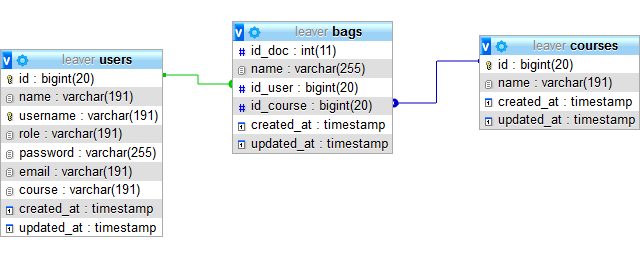 leaver users
id : bigint(20)
name : varchar(191)
username : varchar(191)
role : varchar(191)
password : varchar(255)
email : varchar(191)
course : varchar(191)
created_at : timestamp
updated_at : timestamp
v leaver bags
# id_doc : int(11)
name : varchar(255)
# id_user : bigint(20)
# id_course : bigint(20)
created_at : timestamp
updated_at : timestamp
v leaver courses
id : bigint(20)
name : varchar(191)
created_at : timestamp
updated_at : timestamp